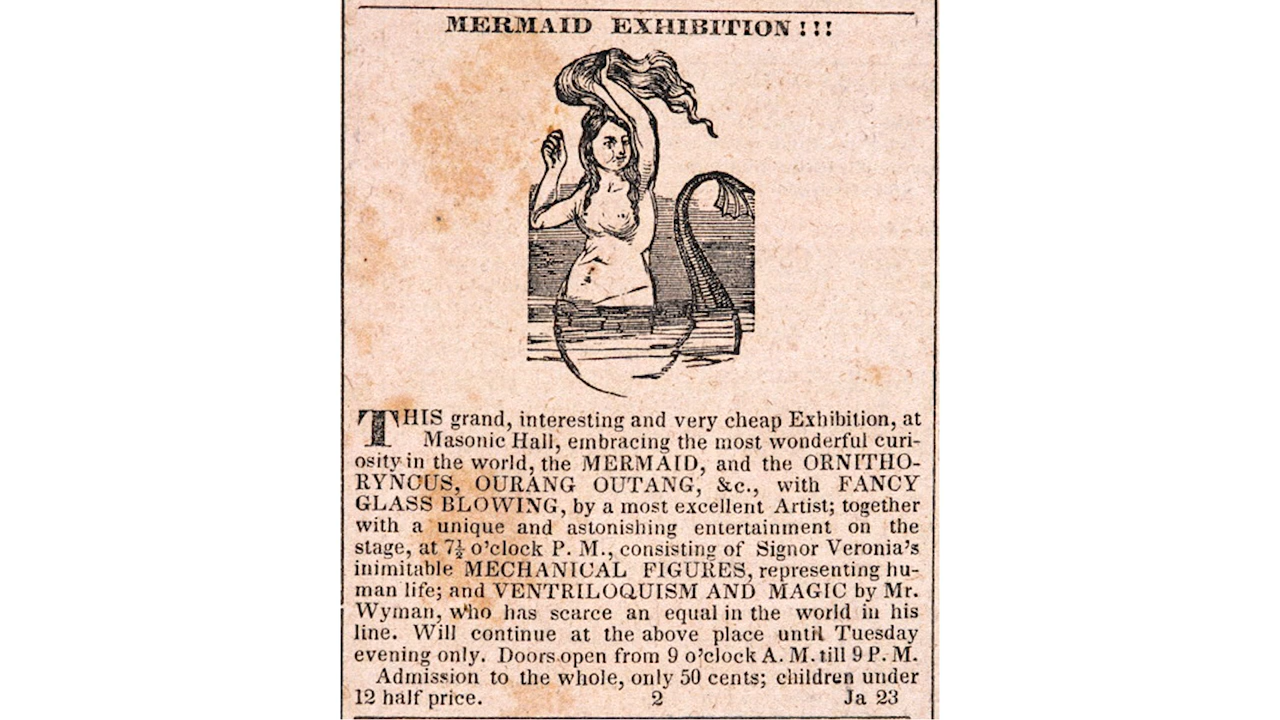 MERMAID EXHIBITION!!!
THIS grand, interesting and very cheap Exhibition, at
Masonic Hall, embracing the most wonderful curi-
osity in the world, the MERMAID, and the ORNITHO-
RYNCUS, OURANG OUTANG, &c., with FANCY
GLASS BLOWING, by a most excellent Artist; together
with a unique and astonishing entertainment on the
stage, at 7½ o'clock P. M., consisting of Signor Veronia's
inimitable MECHANICAL FIGURES, representing hu-
man life; and VENTRILOQUISM AND MAGIC by Mr.
Wyman, who has scarce an equal in the world in his
line. Will continue at the above place until Tuesday
evening only. Doors open from 9 o'clock A. M. till 9 P. M.
Admission to the whole, only 50 cents; children under
12 half price. 2 Ja 23